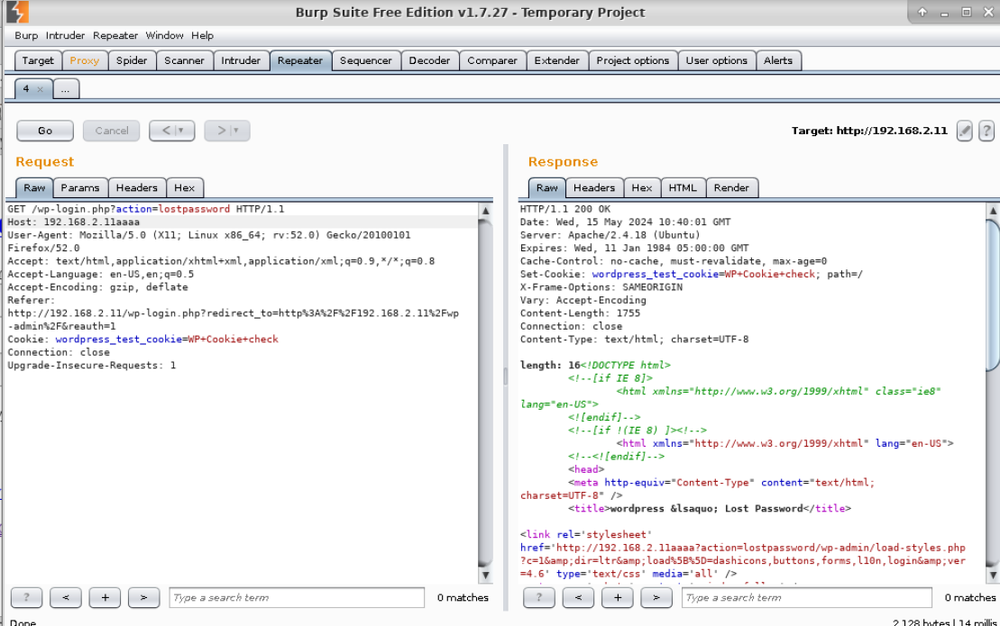 Burp Suite Free Edition v1.7.27 - Temporary Project
Burp Intruder Repeater Window Help
Target Proxy Spider Scanner Intruder Repeater Sequencer Decoder Comparer Extender Project options User options Alerts
4 × ...
Go Cancel < > Target: http://192.168.2.11 ?
Request
Raw Params Headers Hex
GET /wp-login.php?action=lostpassword HTTP/1.1
Host: 192.168.2.11aaaa
User-Agent: Mozilla/5.0 (X11; Linux x86_64; rv:52.0) Gecko/20100101
Firefox/52.0
Accept: text/html,application/xhtml+xml,application/xml;q=0.9,*/*;q=0.8
Accept-Language: en-US,en;q=0.5
Accept-Encoding: gzip, deflate
Referer:
http://192.168.2.11/wp-login.php?redirect_to=http%3A%2F%2F192.168.2.11%2Fwp
-admin%2F&reauth=1
Cookie: wordpress_test_cookie=WP+Cookie+check
Connection: close
Upgrade-Insecure-Requests: 1
? < + > Type a search term 0 matches
Response
Raw Headers Hex HTML Render
HTTP/1.1 200 OK
Date: Wed, 15 May 2024 10:40:01 GMT
Server: Apache/2.4.18 (Ubuntu)
Expires: Wed, 11 Jan 1984 05:00:00 GMT
Cache-Control: no-cache, must-revalidate, max-age=0
Set-Cookie: wordpress_test_cookie=WP+Cookie+check; path=/
X-Frame-Options: SAMEORIGIN
Vary: Accept-Encoding
Content-Length: 1755
Connection: close
Content-Type: text/html; charset=UTF-8
length: 16<!DOCTYPE html>
<!--[if IE 8]>
<html xmlns="http://www.w3.org/1999/xhtml" class="ie8"
lang="en-US">
<![endif]-->
<!--[if !(IE 8) ]><!-->
<html xmlns="http://www.w3.org/1999/xhtml" lang="en-US">
<!--<![endif]-->
<head>
<meta http-equiv="Content-Type" content="text/html;
charset=UTF-8" />
<title>wordpress &lsaquo; Lost Password</title>
<link rel='stylesheet'
href='http://192.168.2.11aaaa?action=lostpassword/wp-admin/load-styles.php
?c=1&amp;dir=ltr&amp;load%5B%5D=dashicons,buttons,forms,l10n,login&amp;ver
=4.6' type='text/css' media='all' />
? < + > Type a search term 0 matches
Done 2,128 bytes | 14 millis